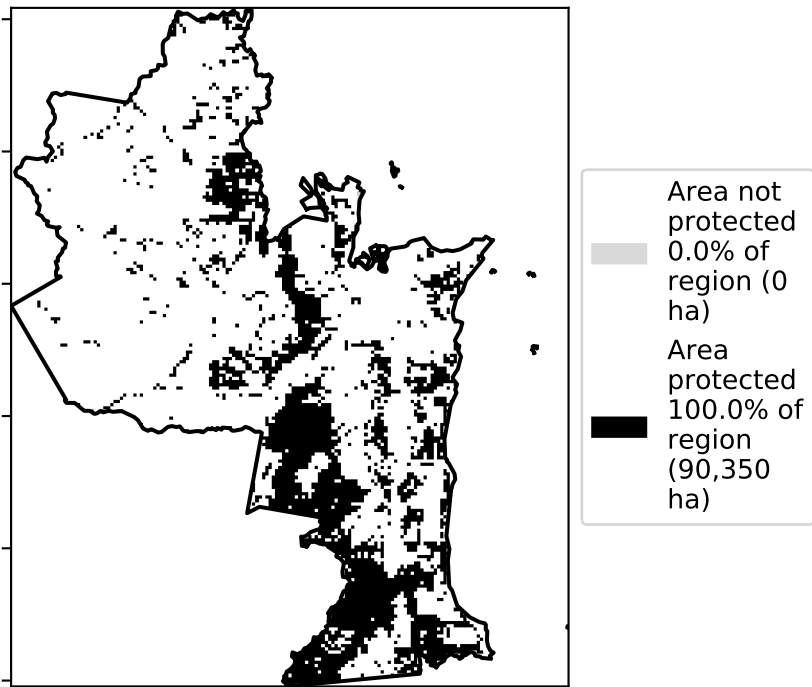 Area not
protected
0.0% of
region (0
ha)
Area
protected
100.0% of
region
(90,350
ha)